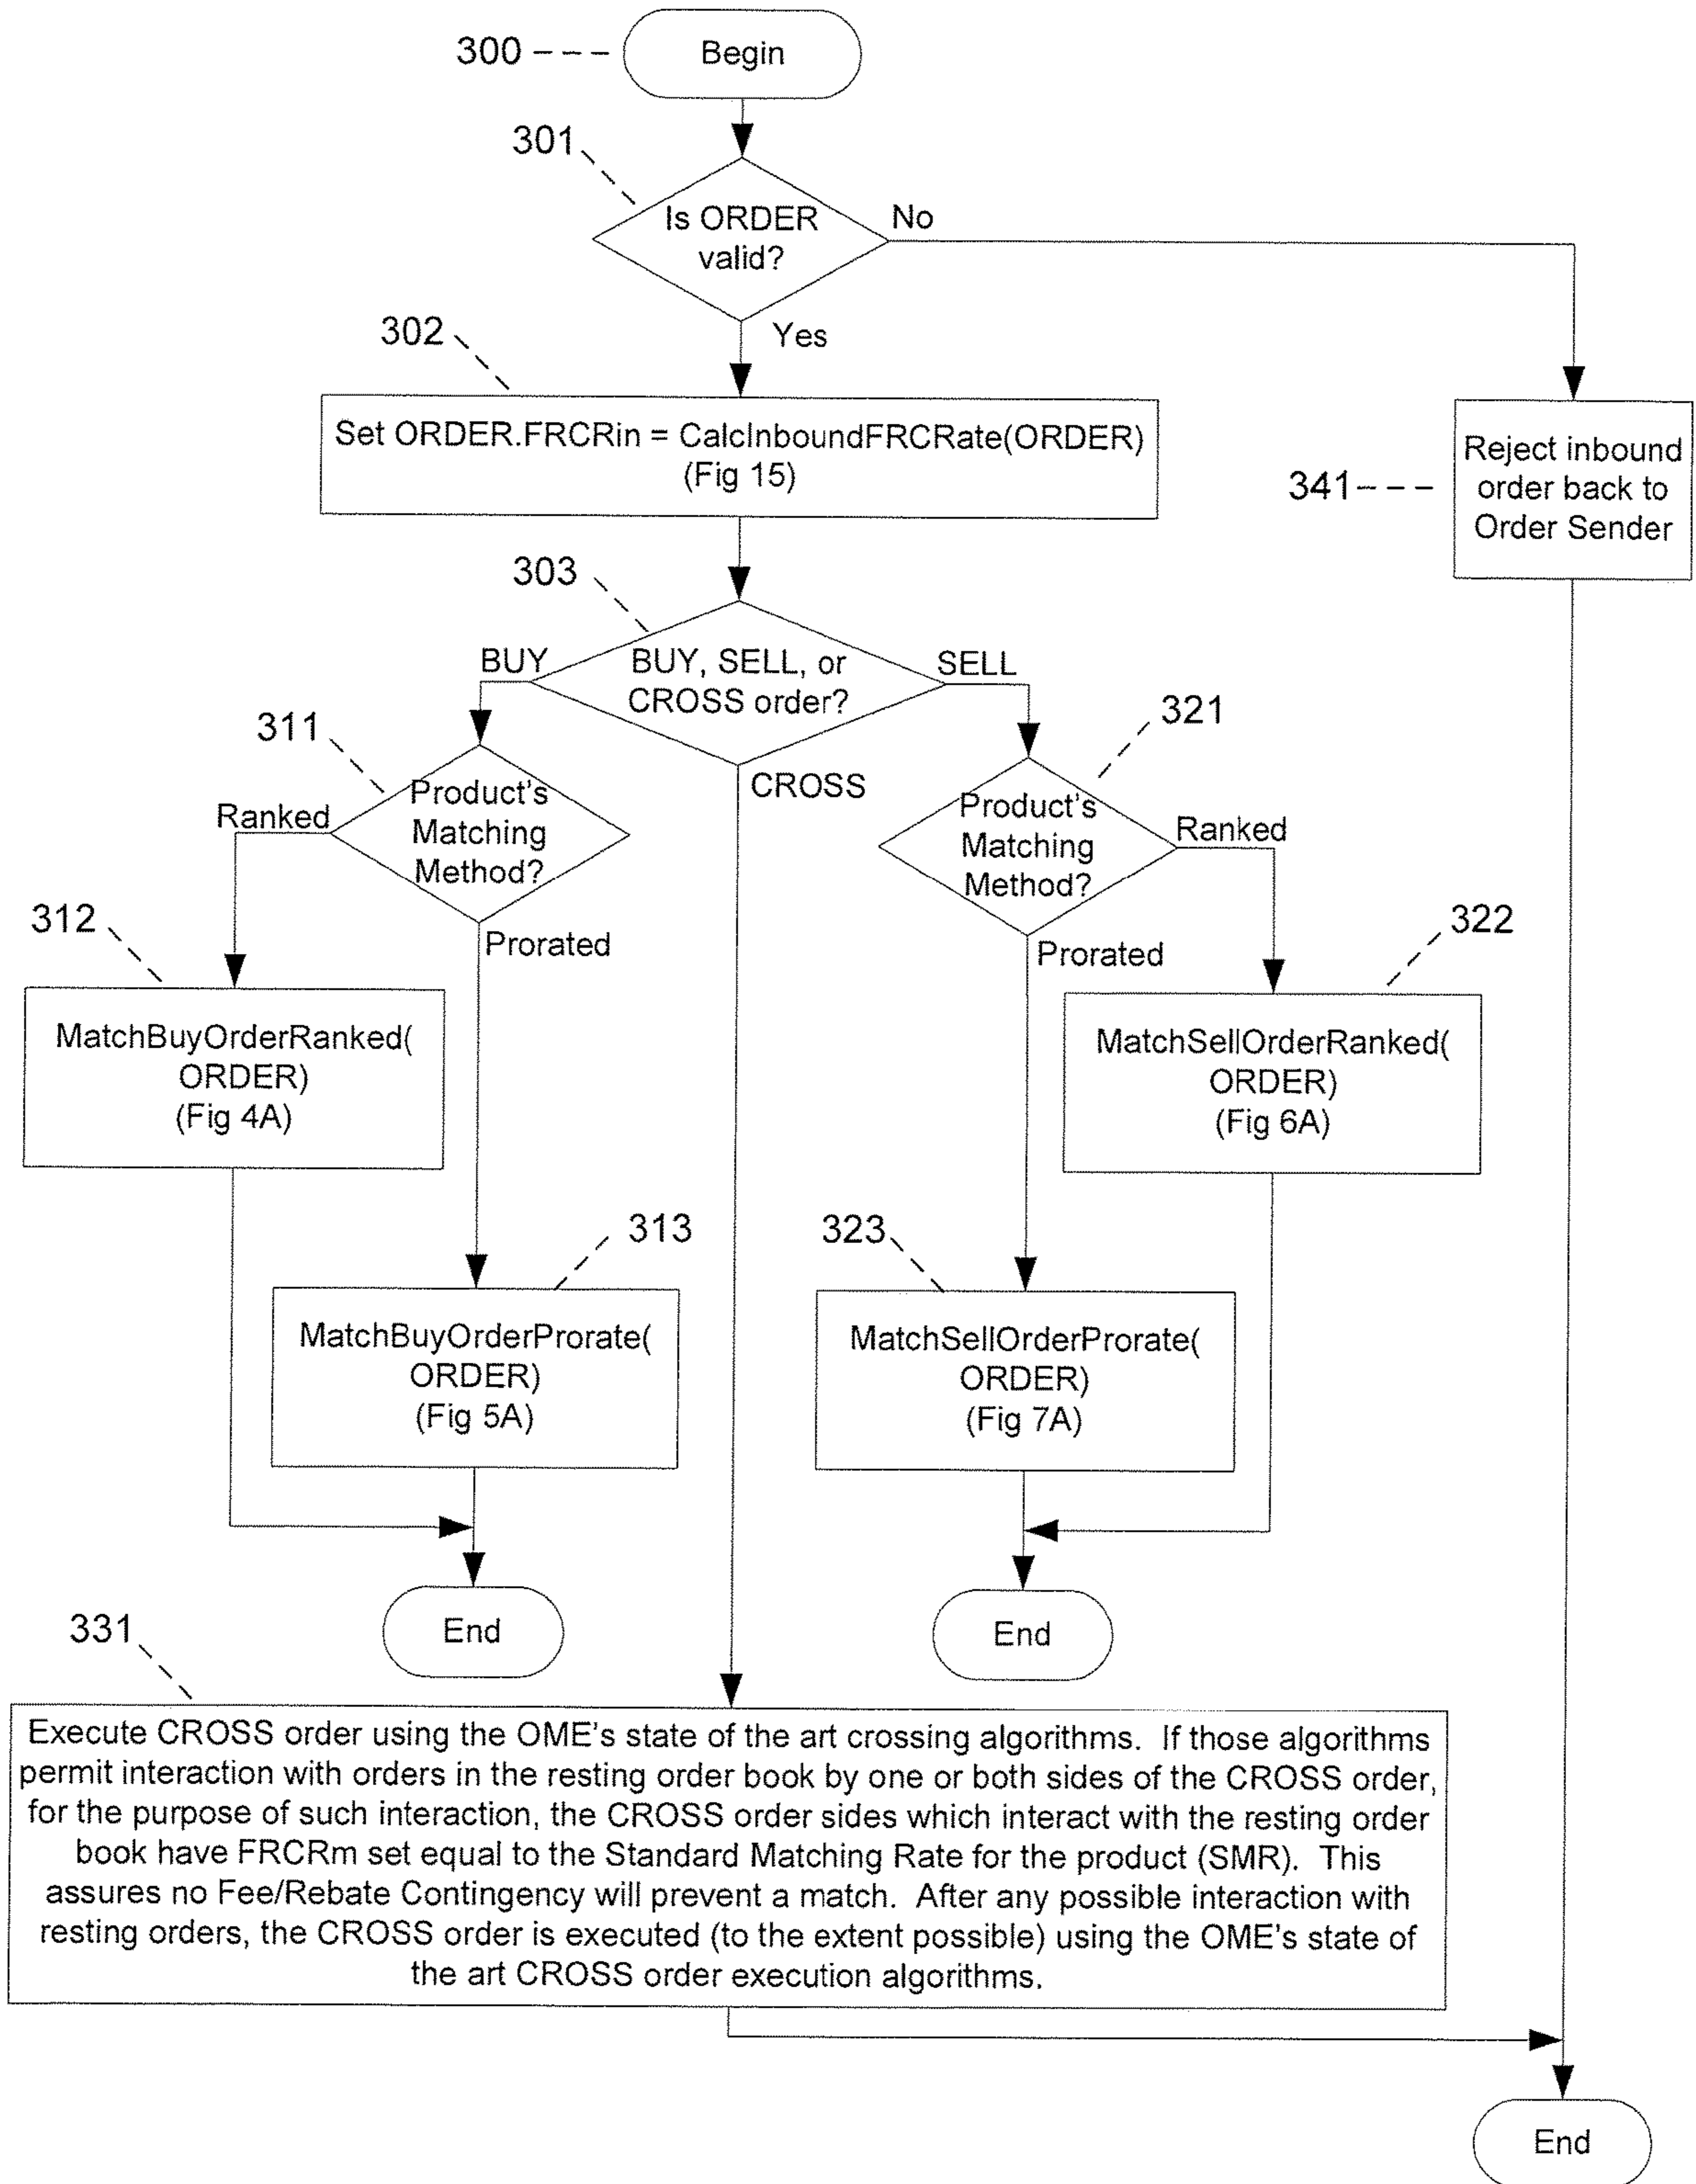 300
Begin
301
Is ORDER
valid?
No
Yes
302
Set ORDER.FRCRin = CalcInboundFRCRate(ORDER)
(Fig 15)
341
Reject inbound
order back to
Order Sender
303
BUY
BUY, SELL, or
CROSS order?
SELL
CROSS
311
Product's
Matching
Method?
Ranked
Prorated
321
Product's
Matching
Method?
Ranked
Prorated
312
MatchBuyOrderRanked(
ORDER)
(Fig 4A)
322
MatchSellOrderRanked(
ORDER)
(Fig 6A)
313
MatchBuyOrderProrate(
ORDER)
(Fig 5A)
323
MatchSellOrderProrate(
ORDER)
(Fig 7A)
End
End
331
Execute CROSS order using the OME's state of the art crossing algorithms.  If those algorithms
permit interaction with orders in the resting order book by one or both sides of the CROSS order,
for the purpose of such interaction, the CROSS order sides which interact with the resting order
book have FRCRm set equal to the Standard Matching Rate for the product (SMR).  This
assures no Fee/Rebate Contingency will prevent a match.  After any possible interaction with
resting orders, the CROSS order is executed (to the extent possible) using the OME's state of
the art CROSS order execution algorithms.
End